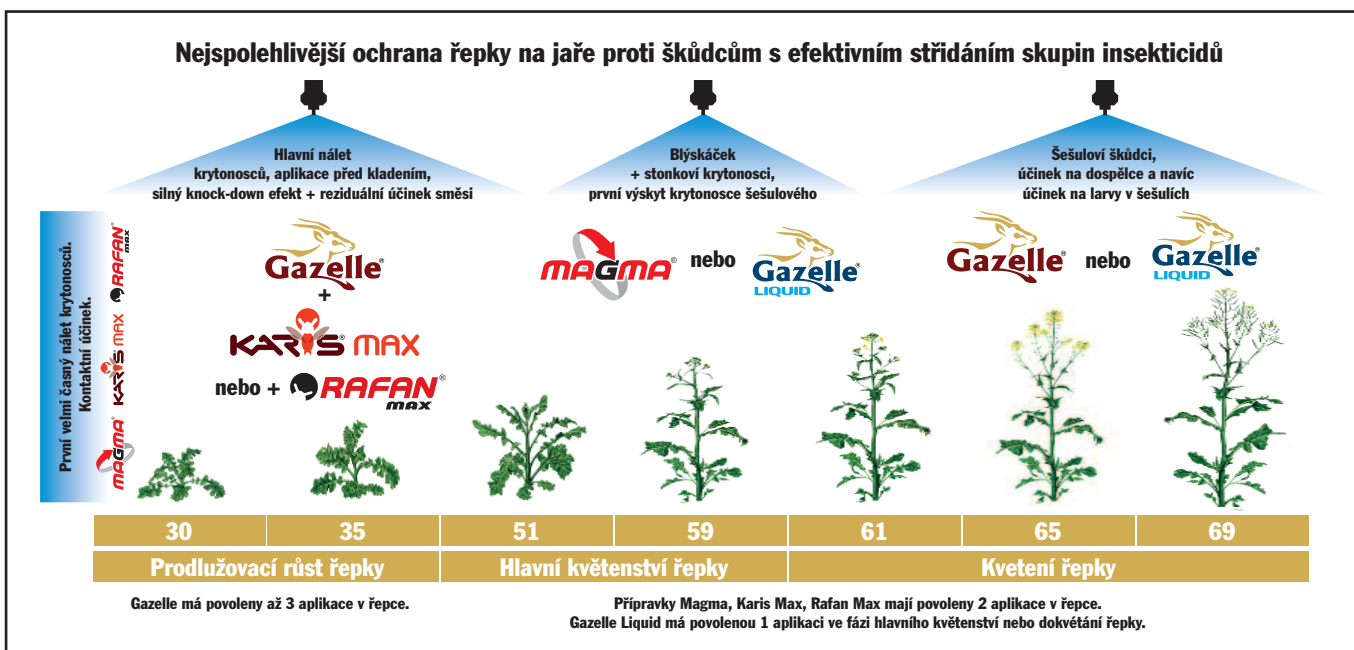 Nejspolehlivější ochrana řepky na jaře proti škůdcům s efektivním střídáním skupin insekticidů
Hlavní nálet
krytonosců, aplikace před kladením,
silný knock-down efekt + reziduální účinek směsi
Blýskáček
+ stonkoví krytonosci,
první výskyt krytonosce šešulového
Šešuloví škůdci,
účinek na dospělce a navíc
účinek na larvy v šešulích
První velmi časný nálet krytonosců.
Kontaktní účinek.
MAGMA®
KARIS® MAX
RAFAN® max
Gazelle®
+
KARIS® MAX
nebo + RAFAN®
max
MAGMA® nebo Gazelle®
LIQUID
Gazelle® nebo Gazelle®
LIQUID
30 35 51 59 61 65 69
Prodlužovací růst řepky Hlavní květenství řepky Kvetení řepky
Gazelle má povoleny až 3 aplikace v řepce.
Přípravky Magma, Karis Max, Rafan Max mají povoleny 2 aplikace v řepce.
Gazelle Liquid má povolenou 1 aplikaci ve fázi hlavního květenství nebo dokvétání řepky.